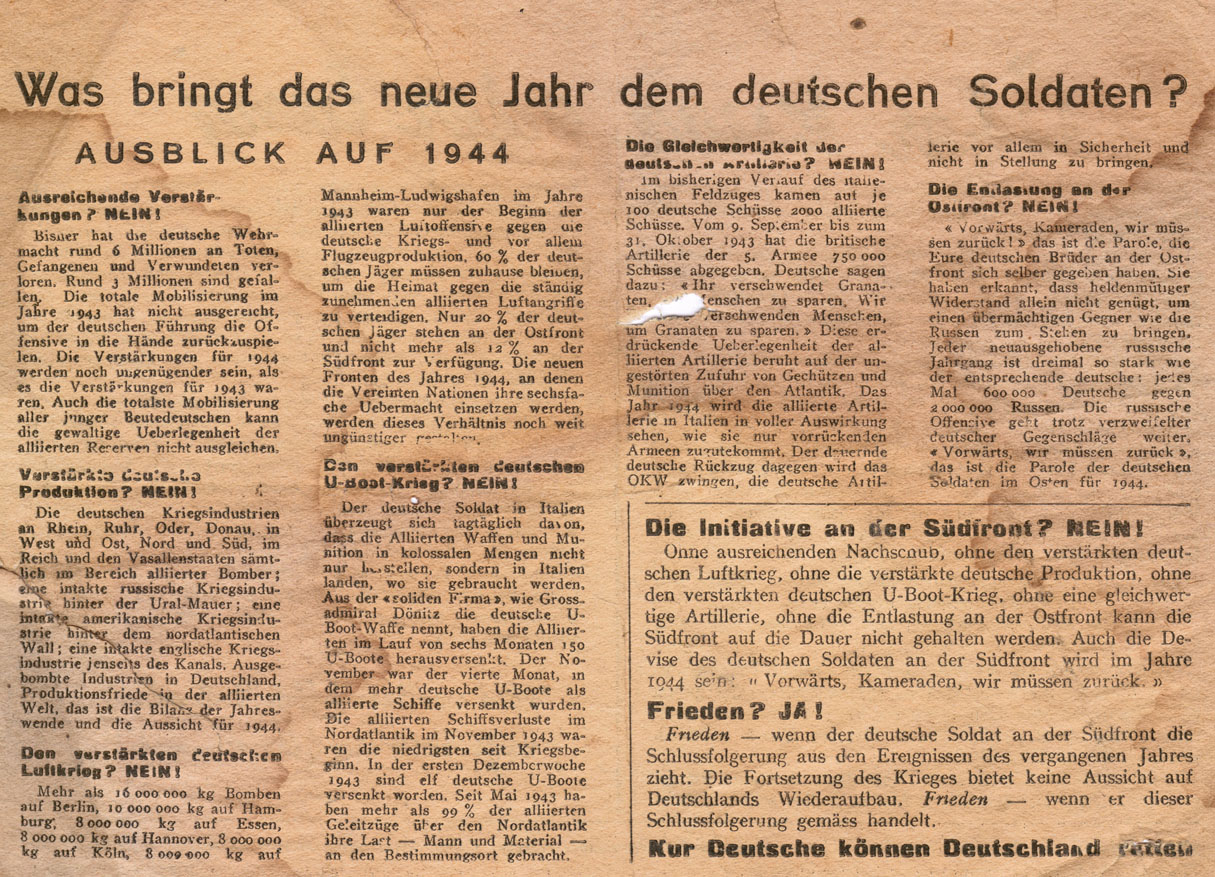 Was bringt das neue Jahr dem deutschen Soldaten?
AUSBLICK AUF 1944
Ausreichende Verstär-
kungen? NEIN!
Bisher hat die deutsche Wehr-
macht rund 6 Millionen an Toten,
Gefangenen und Verwundeten ver-
loren. Rund 3 Millionen sind gefal-
len. Die totale Mobilisierung im
Jahre 1943 hat nicht ausgereicht,
um der deutschen Führung die Of-
fensive in die Hände zurückzuspie-
len. Die Verstärkungen für 1944
werden noch ungenügender sein, als
es die Verstärkungen für 1943 wa-
ren. Auch die totalste Mobilisierung
aller junger Beutedeutschen kann
die gewaltige Ueberlegenheit der
alliierten Reserven nicht ausgleichen.
Verstärkte deutsche
Produktion? NEIN!
Die deutschen Kriegsindustrien
an Rhein, Ruhr, Oder, Donau, in
West und Ost, Nord und Süd, im
Reich und den Vasallenstaaten sämt-
lich im Bereich alliierter Bomber;
eine intakte russische Kriegsindu-
strie hinter der Ural-Mauer; eine
intakte amerikanische Kriegsindu-
strie hinter dem nordatlantischen
Wall; eine intakte englische Kriegs-
industrie jenseits des Kanals. Ausge-
bombte Industrien in Deutschland,
Produktionsfriede in der alliierten
Welt, das ist die Bilanz der Jahres-
wende und die Aussicht für 1944.
Den verstärkten deutschen
Luftkrieg? NEIN!
Mehr als 16 000 000 kg Bomben
auf Berlin, 10 000 000 kg auf Ham-
burg, 8 000 000 kg auf Essen,
8 000 000 kg auf Hannover, 8 000 000
kg auf Köln, 8 000 000 kg auf
Mannheim-Ludwigshafen im Jahre
1943 waren nur der Beginn der
alliierten Luftoffensive gegen die
deutsche Kriegs- und vor allem
Flugzeugproduktion. 60 % der deut-
schen Jäger müssen zuhause bleiben,
um die Heimat gegen die ständig
zunehmenden alliierten Luftangriffe
zu verteidigen. Nur 20 % der deut-
schen Jäger stehen an der Ostfront
und nicht mehr als 12 % an der
Südfront zur Verfügung. Die neuen
Fronten des Jahres 1944, an denen
die Vereinten Nationen ihre sechsfa-
che Uebermacht einsetzen werden,
werden dieses Verhältnis noch weit
ungünstiger gestalten.
Den verstärkten deutschen
U-Boot-Krieg? NEIN!
Der deutsche Soldat in Italien
überzeugt sich tagtäglich davon,
dass die Alliierten Waffen und Mu-
nition in kolossalen Mengen nicht
nur herstellen, sondern in Italien
landen, wo sie gebraucht werden.
Aus der «soliden Firma», wie Gross-
admiral Dönitz die deutsche U-
Boot-Waffe nennt, haben die Alliier-
ten im Lauf von sechs Monaten 150
U-Boote herausversenkt. Der No-
vember war der vierte Monat, in
dem mehr deutsche U-Boote als
alliierte Schiffe versenkt wurden.
Die alliierten Schiffsverluste im
Nordatlantik im November 1943 wa-
ren die niedrigsten seit Kriegsbe-
ginn. In der ersten Dezemberwoche
1943 sind elf deutsche U-Boote
versenkt worden. Seit Mai 1943 ha-
ben mehr als 99 % der alliierten
Geleitzüge über den Nordatlantik
ihre Last — Mann und Material —
an den Bestimmungsort gebracht.
Die Gleichwertigkeit der
deutschen Artillerie? NEIN!
Im bisherigen Verlauf des italie-
nischen Feldzuges kamen auf je
100 deutsche Schüsse 2000 alliierte
Schüsse. Vom 9. September bis zum
31. Oktober 1943 hat die britische
Artillerie der 5. Armee 750 000
Schüsse abgegeben. Deutsche sagen
dazu: «Ihr verschwendet Grana-
ten, enschen zu sparen. Wir
verschwenden Menschen,
um Granaten zu sparen.» Diese er-
drückende Ueberlegenheit der al-
liierten Artillerie beruht auf der un-
gestörten Zufuhr von Gechützen und
Munition über den Atlantik. Das
Jahr 1944 wird die alliierte Artil-
lerie in Italien in voller Auswirkung
sehen, wie sie nur vorrückenden
Armeen zugutekommt. Der dauernde
deutsche Rückzug dagegen wird das
OKW zwingen, die deutsche Artil-
lerie vor allem in Sicherheit und
nicht in Stellung zu bringen.
Die Entlastung an der
Ostfront? NEIN!
« Vorwärts, Kameraden, wir müs-
sen zurück! » das ist die Parole, die
Eure deutschen Brüder an der Ost-
front sich selber gegeben haben. Sie
haben erkannt, dass heldenmütiger
Widerstand allein nicht genügt, um
einen übermächtigen Gegner wie die
Russen zum Stehen zu bringen.
Jeder neuausgehobene russische
Jahrgang ist dreimal so stark wie
der entsprechende deutsche: jedes
Mal 600 000 Deutsche gegen
2 000 000 Russen. Die russische
Offensive geht trotz verzweifelter
deutscher Gegenschläge weiter.
« Vorwärts, wir müssen zurück »,
das ist die Parole der deutschen
Soldaten im Osten für 1944.
Die Initiative an der Südfront? NEIN!
Ohne ausreichenden Nachschub, ohne den verstärkten deut-
schen Luftkrieg, ohne die verstärkte deutsche Produktion, ohne
den verstärkten deutschen U-Boot-Krieg, ohne eine gleichwer-
tige Artillerie, ohne die Entlastung an der Ostfront kann die
Südfront auf die Dauer nicht gehalten werden. Auch die De-
vise des deutschen Soldaten an der Südfront wird im Jahre
1944 sein: « Vorwärts, Kameraden, wir müssen zurück. »
Frieden? JA!
Frieden — wenn der deutsche Soldat an der Südfront die
Schlussfolgerung aus den Ereignissen des vergangenen Jahres
zieht. Die Fortsetzung des Krieges bietet keine Aussicht auf
Deutschlands Wiederaufbau. Frieden — wenn er dieser
Schlussfolgerung gemäss handelt.
Nur Deutsche können Deutschland retten